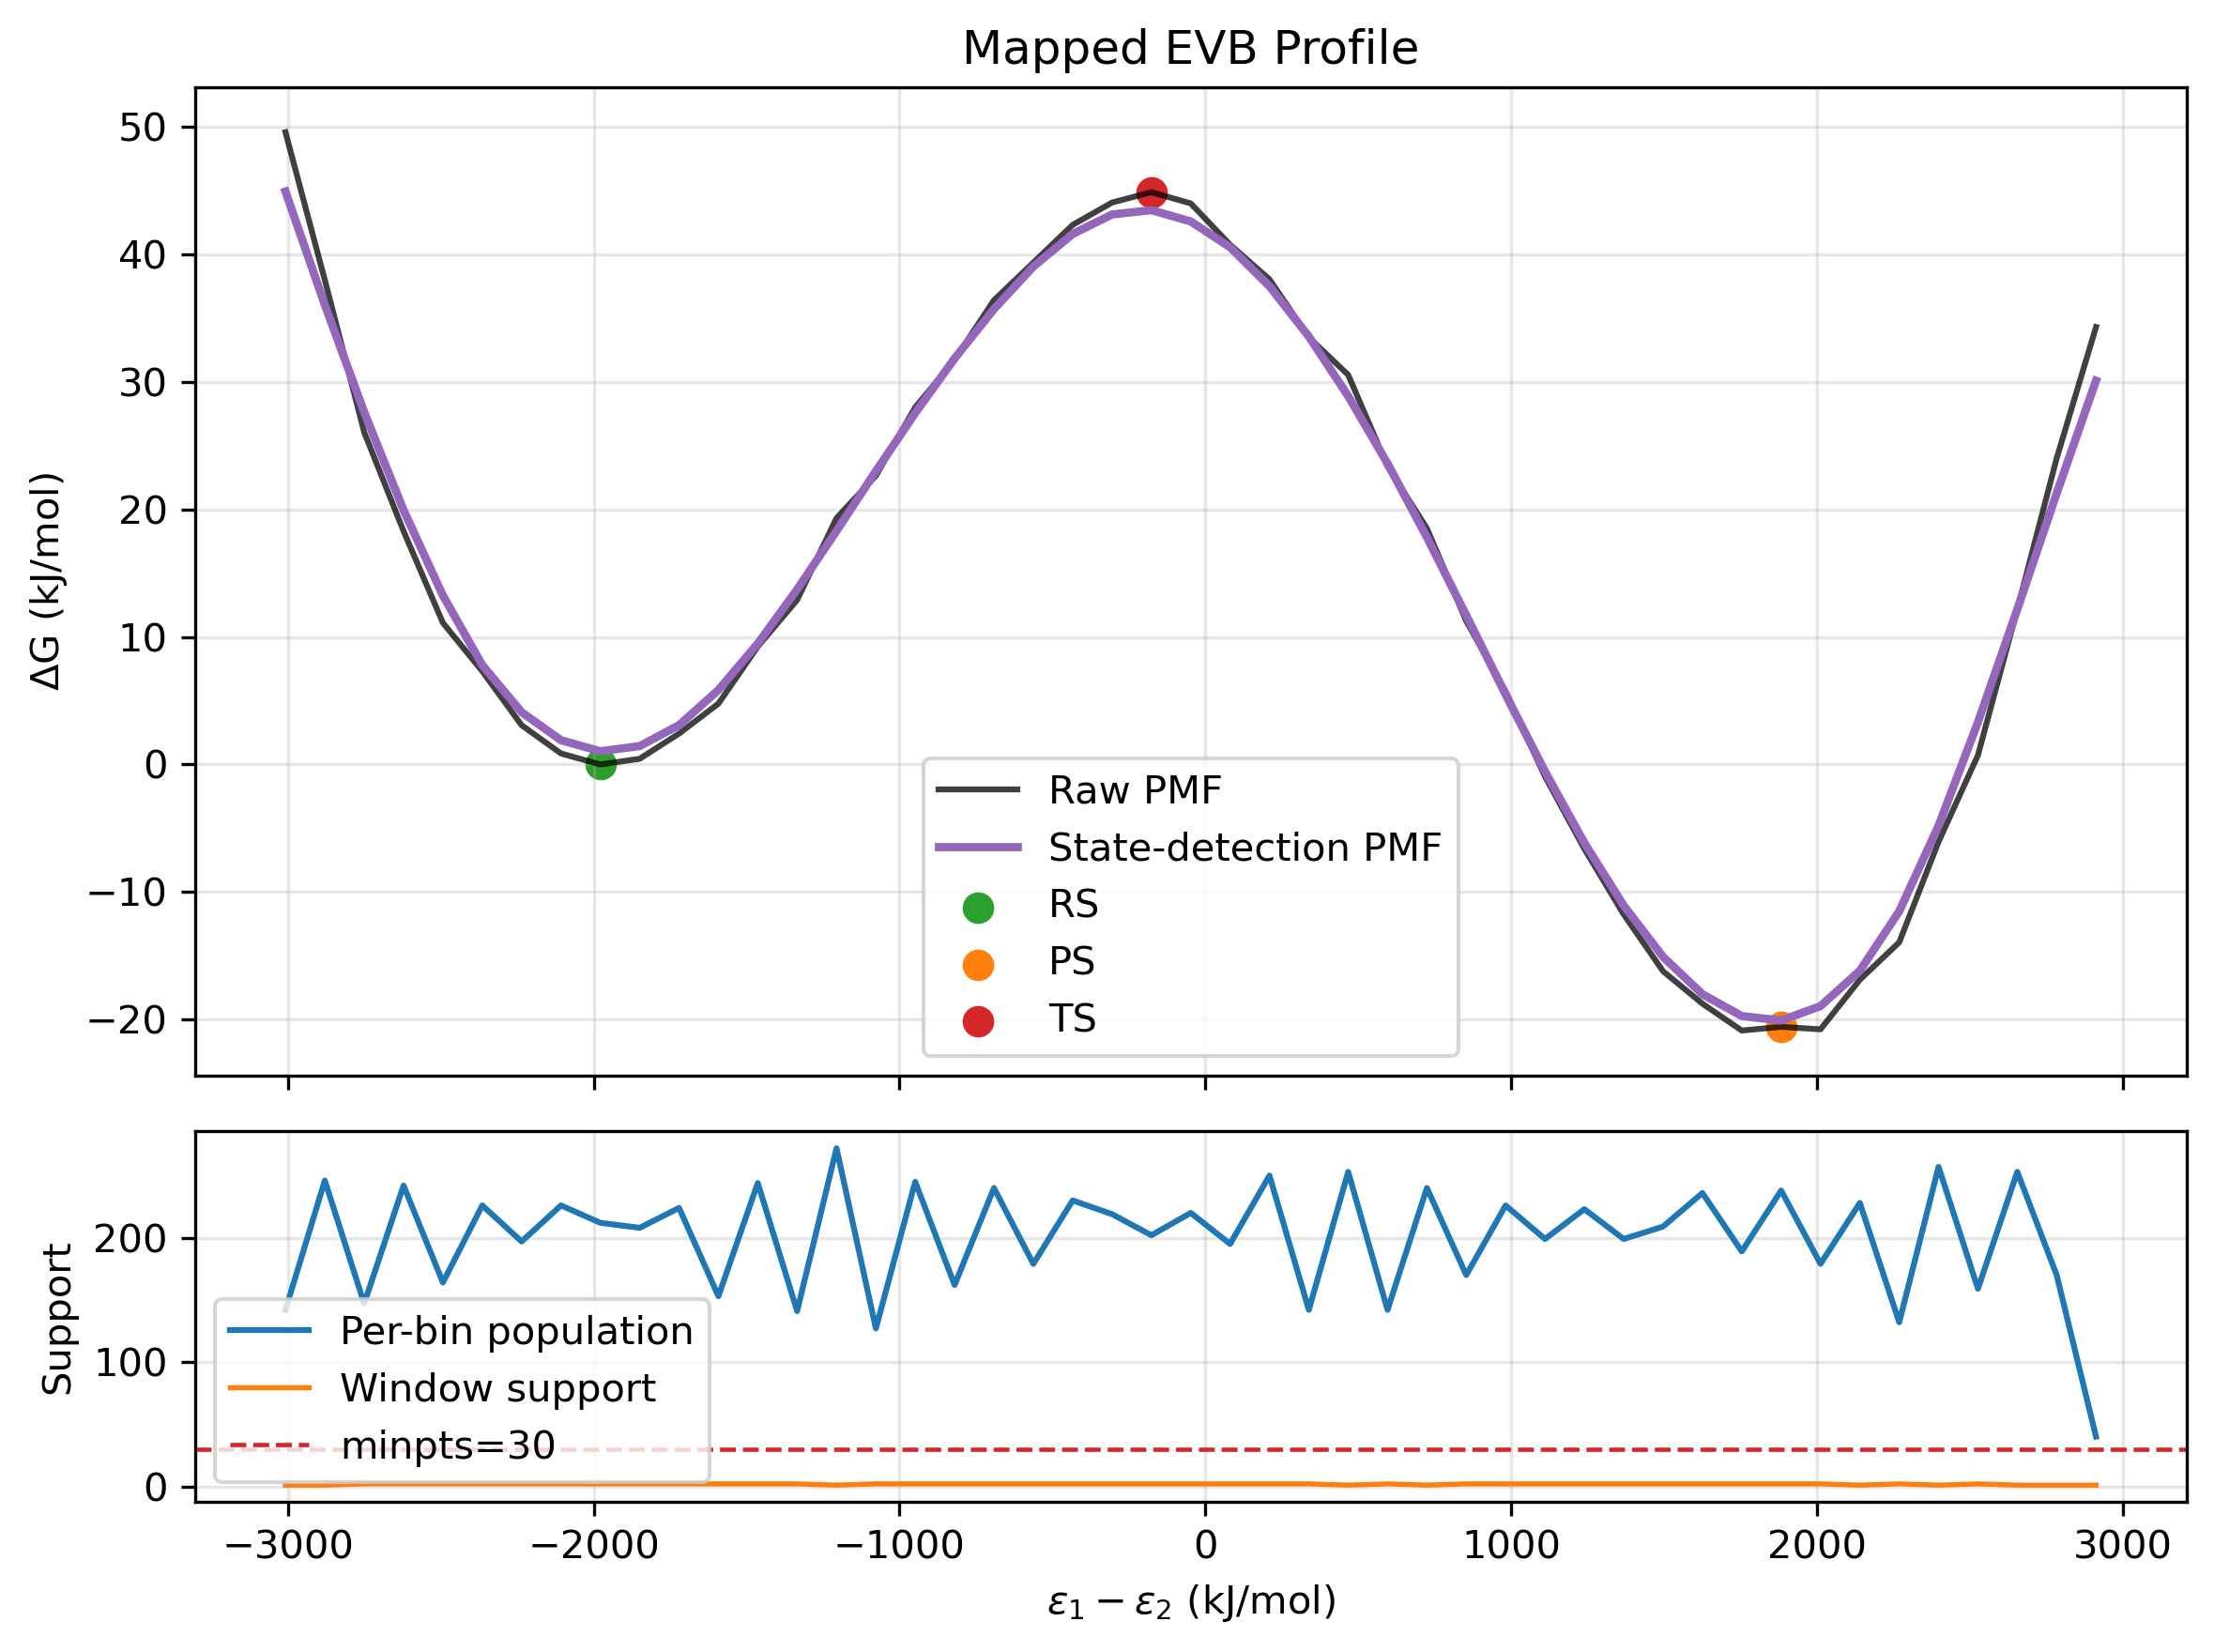 Mapped EVB Profile
50
40
30
20
10
0
−10
−20
ΔG (kJ/mol)
Raw PMF
State-detection PMF
RS
PS
TS
200
100
0
Support
Per-bin population
Window support
minpts=30
−3000 −2000 −1000 0 1000 2000 3000
ε₁ − ε₂ (kJ/mol)